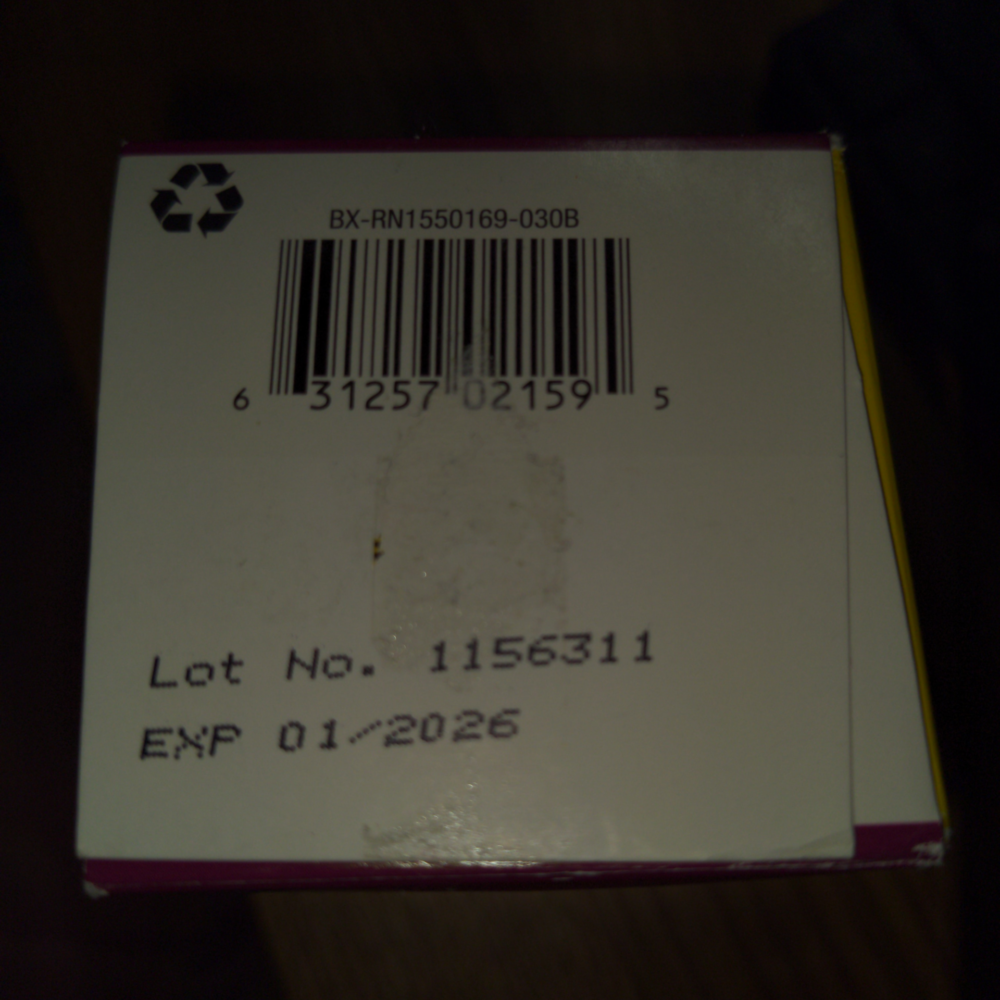 BX-RN1550169-030B
6 31257 02159 5
Lot No. 1156311
EXP 01/2026